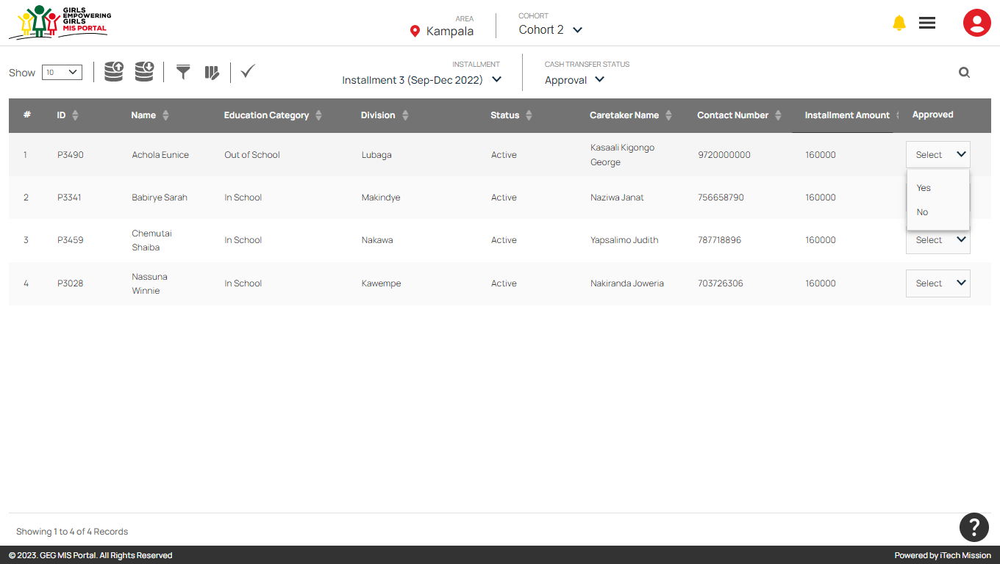 GIRLS
EMPOWERING
GIRLS
MIS PORTAL
AREA
Kampala
COHORT
Cohort 2
Show 10
INSTALLMENT
Installment 3 (Sep-Dec 2022)
CASH TRANSFER STATUS
Approval
# ID Name Education Category Division Status Caretaker Name Contact Number Installment Amount Approved
1 P3490 Achola Eunice Out of School Lubaga Active Kasaali Kigongo George 9720000000 160000 Select
Yes
No
2 P3341 Babirye Sarah In School Makindye Active Naziwa Janat 756658790 160000
3 P3459 Chemutai Shaiba In School Nakawa Active Yapsalimo Judith 787718896 160000 Select
4 P3028 Nassuna Winnie In School Kawempe Active Nakiranda Joweria 703726306 160000 Select
Showing 1 to 4 of 4 Records
?
© 2023. GEG MIS Portal. All Rights Reserved
Powered by iTech Mission